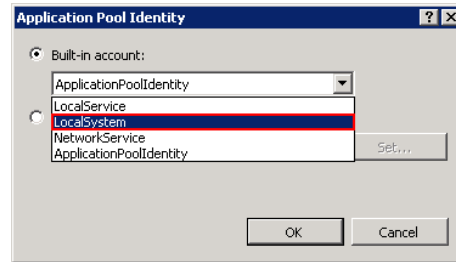 Application Pool Identity
Built-in account:
ApplicationPoolIdentity
LocalService
LocalSystem
NetworkService
ApplicationPoolIdentity
Set...
OK Cancel